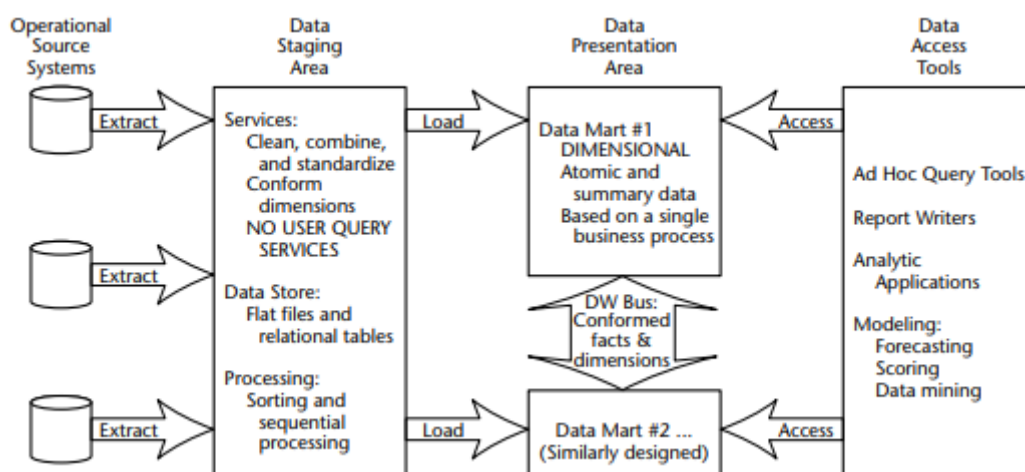 Operational
Source
Systems
Data
Staging
Area
Data
Presentation
Area
Data
Access
Tools
Extract
Extract
Extract
Services:
Clean, combine,
and standardize
Conform
dimensions
NO USER QUERY
SERVICES
Data Store:
Flat files and
relational tables
Processing:
Sorting and
sequential
processing
Load
Load
Data Mart #1
DIMENSIONAL
Atomic and
summary data
Based on a single
business process
DW Bus:
Conformed
facts &
dimensions
Data Mart #2 ...
(Similarly designed)
Access
Access
Ad Hoc Query Tools
Report Writers
Analytic
Applications
Modeling:
Forecasting
Scoring
Data mining